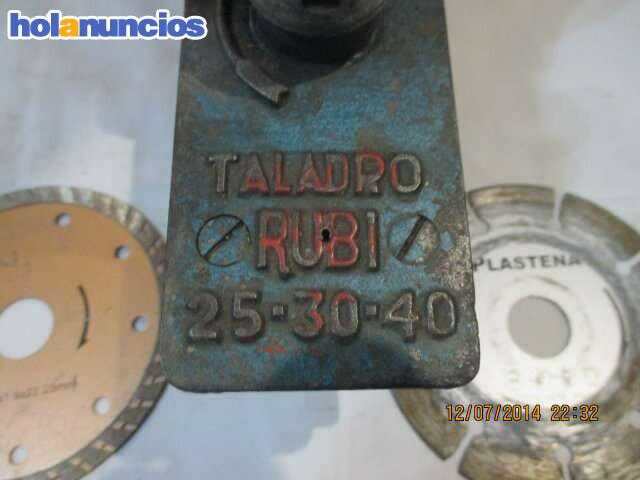 holanuncios
TALADRO
RUBI
25-30-40
PLASTENA
12/07/2014 22:32